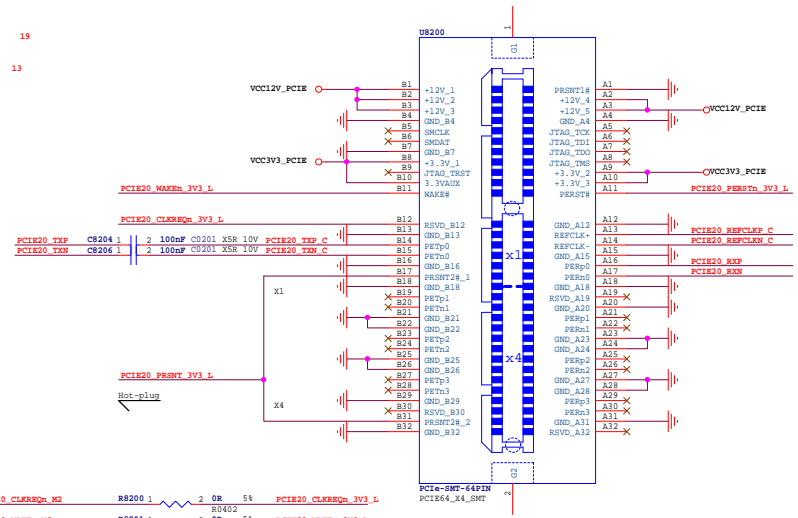 19
13
U8200
1
G1
B1 +12V_1 PRSNT1# A1
VCC12V_PCIE B2 +12V_2 +12V_4 A2
B3 +12V_3 +12V_5 A3 VCC12V_PCIE
B4 GND_B4 GND_A4 A4
B5 SMCLK JTAG_TCK A5
B6 SMDAT JTAG_TDI A6
B7 GND_B7 JTAG_TDO A7
VCC3V3_PCIE B8 +3.3V_1 JTAG_TMS A8
B9 JTAG_TRST +3.3V_2 A9 VCC3V3_PCIE
B10 3.3VAUX +3.3V_3 A10
PCIE20_WAKEn_3V3_L B11 WAKE# PERST# A11 PCIE20_PERSTn_3V3_L
PCIE20_CLKREQn_3V3_L B12 RSVD_B12 GND_A12 A12
B13 GND_B13 REFCLK+ A13 PCIE20_REFCLKP_C
PCIE20_TXP C8204 1 2 100nF C0201 X5R 10V PCIE20_TXP_C B14 PETp0 REFCLK- A14 PCIE20_REFCLKN_C
PCIE20_TXN C8206 1 2 100nF C0201 X5R 10V PCIE20_TXN_C B15 PETn0 GND_A15 A15
x1
B16 GND_B16 PERp0 A16 PCIE20_RXP
B17 PRSNT2#_1 PERn0 A17 PCIE20_RXN
B18 GND_B18 GND_A18 A18
X1 B19 PETp1 RSVD_A19 A19
B20 PETn1 GND_A20 A20
B21 GND_B21 PERp1 A21
B22 GND_B22 PERn1 A22
B23 PETp2 GND_A23 A23
B24 PETn2 GND_A24 A24
x4
B25 GND_B25 PERp2 A25
B26 GND_B26 PERn2 A26
PCIE20_PRSNT_3V3_L B27 PETp3 GND_A27 A27
B28 PETn3 GND_A28 A28
Hot-plug B29 GND_B29 PERp3 A29
X4 B30 RSVD_B30 PERn3 A30
B31 PRSNT2#_2 GND_A31 A31
B32 GND_B32 RSVD_A32 A32
G2
2
PCIe-SMT-64PIN
PCIE64_X4_SMT
0_CLKREQn_M2 R8200 1 2 0R 5% PCIE20_CLKREQn_3V3_L
R0402